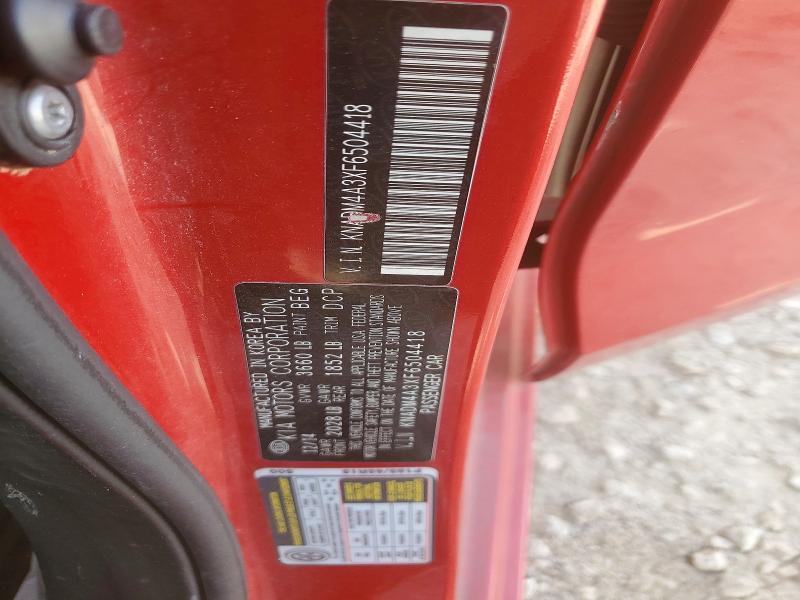 V.I.N KNADM4A3XF6504418
MANUFACTURED IN KOREA BY
KIA MOTORS CORPORATION
12/14 GVWR 3660 LB PAINT BEG
GAWR FRONT 2028 LB GAWR REAR 1852 LB TRIM DCP
THIS VEHICLE CONFORMS TO ALL APPLICABLE U.S.A FEDERAL
MOTOR VEHICLE SAFETY, BUMPER, AND THEFT PREVENTION STANDARDS
IN EFFECT ON THE DATE OF MANUFACTURE SHOWN ABOVE
V.I.N KNADM4A3XF6504418
PASSENGER CAR